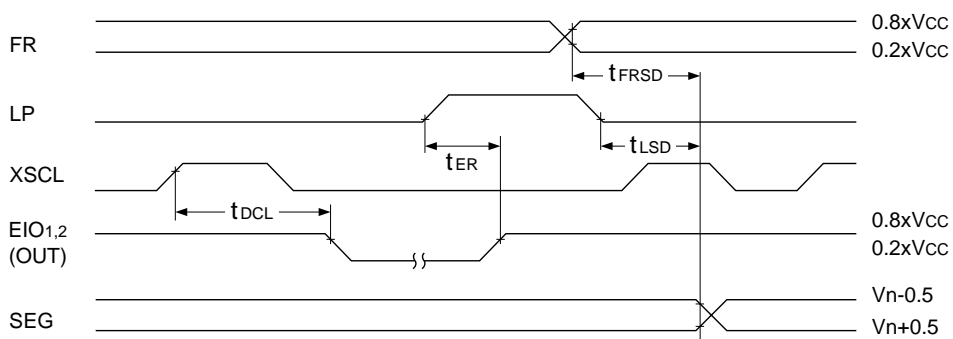 FR
0.8xVCC
0.2xVCC
tFRSD
LP
tLSD
tER
XSCL
tDCL
EIO1,2
(OUT)
0.8xVCC
0.2xVCC
SEG
Vn-0.5
Vn+0.5